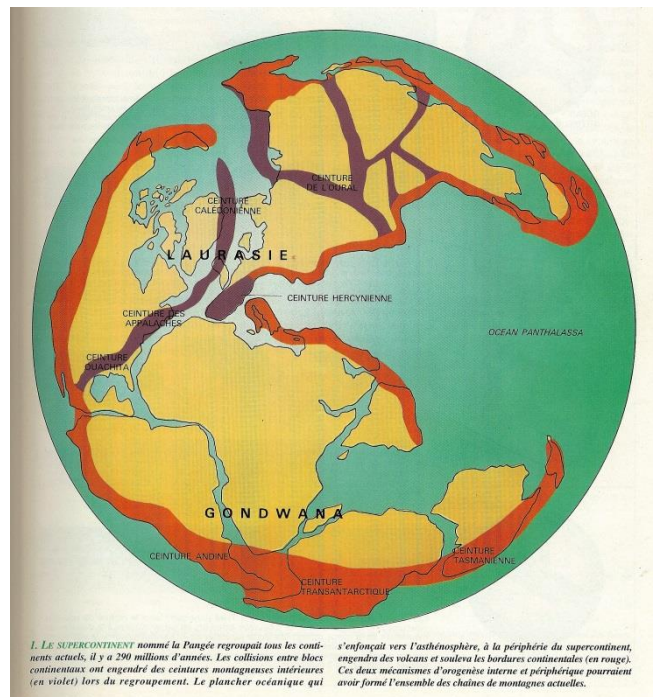 CEINTURE
DE L'OURAL
CEINTURE
CALÉDONIENNE
LAURASIE
CEINTURE HERCYNIENNE
CEINTURE DES
APPALACHES
OCEAN PANTHALASSA
CEINTURE
OUACHITA
GONDWANA
CEINTURE ANDINE
CEINTURE
TASMANIENNE
CEINTURE
TRANSANTARCTIQUE
1. LE SUPERCONTINENT nommé la Pangée regroupait tous les conti-
nents actuels, il y a 290 millions d'années. Les collisions entre blocs
continentaux ont engendré des ceintures montagneuses intérieures
(en violet) lors du regroupement. Le plancher océanique qui
s'enfonçait vers l'asthénosphère, à la périphérie du supercontinent,
engendra des volcans et souleva les bordures continentales (en rouge).
Ces deux mécanismes d'orogenèse interne et périphérique pourraient
avoir formé l'ensemble des chaînes de montagnes actuelles.